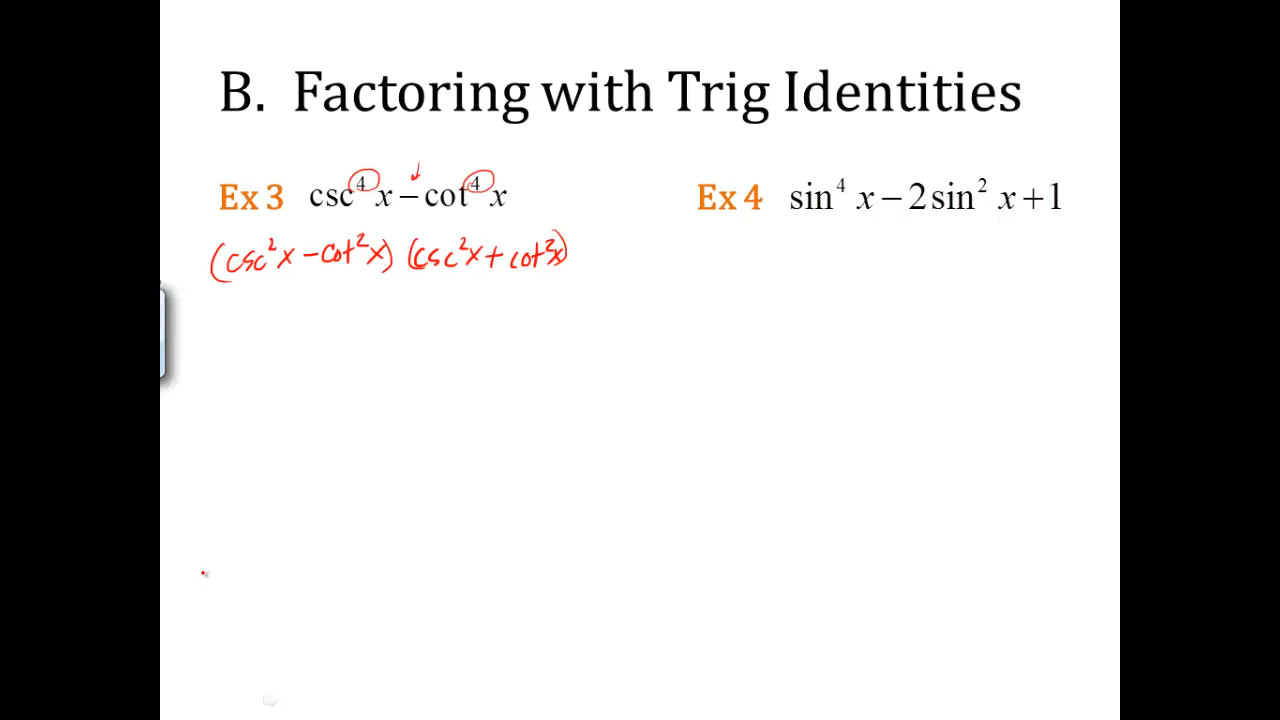 B. Factoring with Trig Identities
Ex 3 csc⁴ x − cot⁴ x
(csc²x − cot²x) (csc²x + cot²x)
Ex 4 sin⁴ x − 2 sin² x + 1